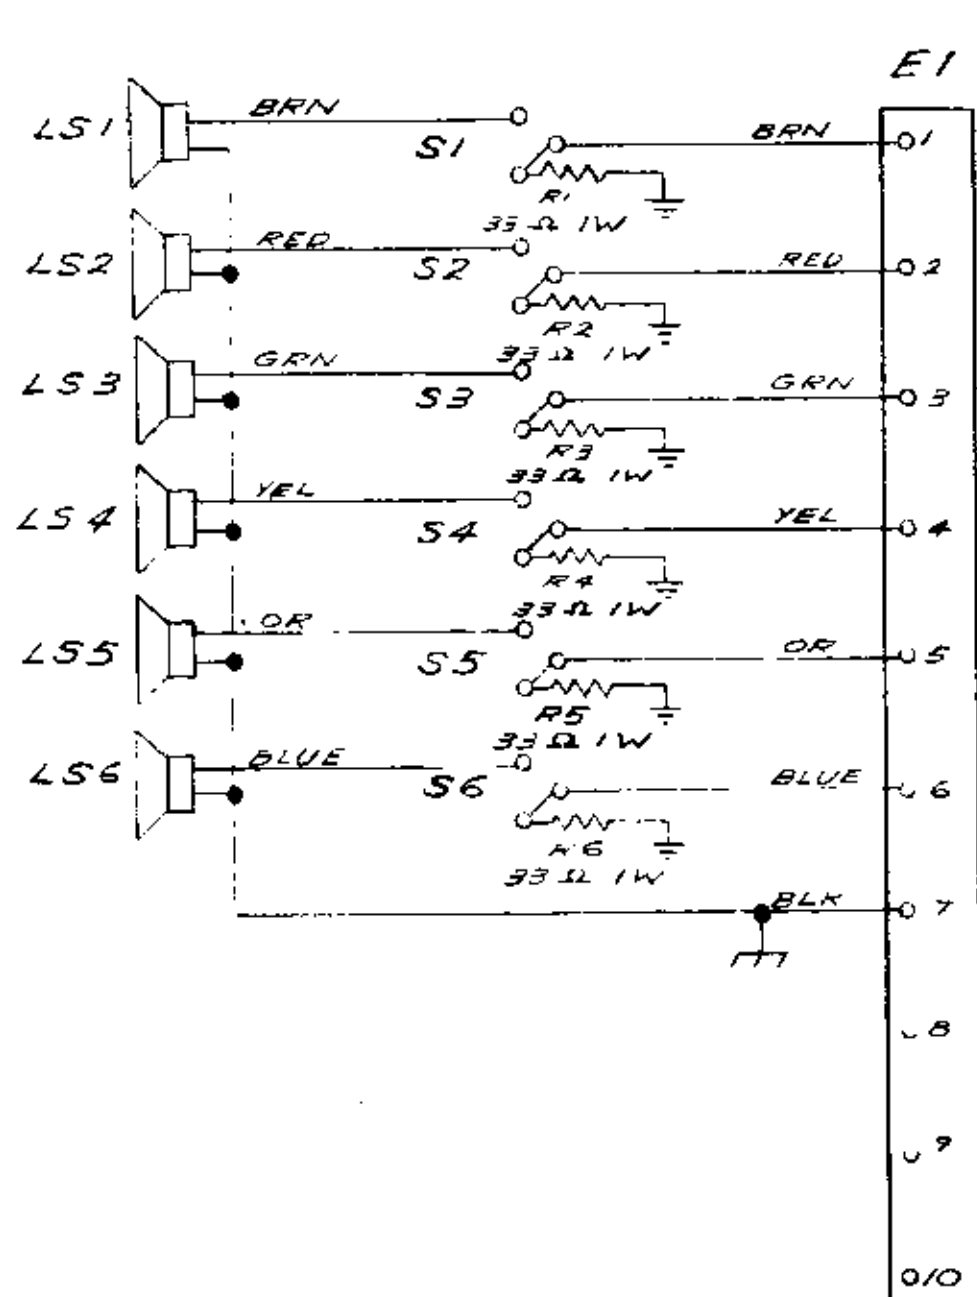 E1
LS1 BRN S1 BRN 1
R1
33 Ω 1W
LS2 RED S2 RED 2
R2
33 Ω 1W
LS3 GRN S3 GRN 3
R3
33 Ω 1W
LS4 YEL S4 YEL 4
R4
33 Ω 1W
LS5 OR S5 OR 5
R5
33 Ω 1W
LS6 BLUE S6 BLUE 6
R6
33 Ω 1W
BLK 7
8
9
10